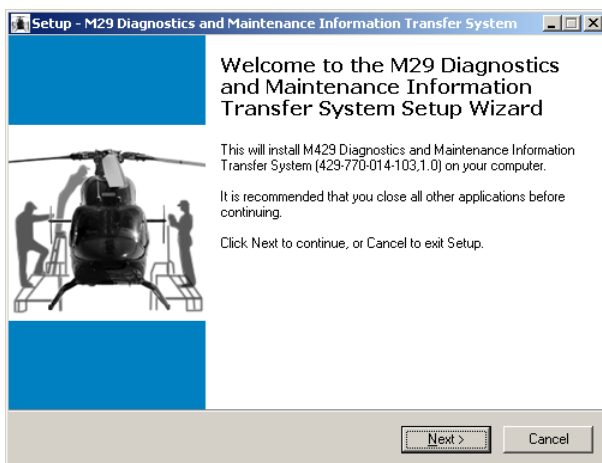 Setup - M29 Diagnostics and Maintenance Information Transfer System
Welcome to the M29 Diagnostics
and Maintenance Information
Transfer System Setup Wizard
This will install M429 Diagnostics and Maintenance Information
Transfer System (429-770-014-103,1.0) on your computer.
It is recommended that you close all other applications before
continuing.
Click Next to continue, or Cancel to exit Setup.
Next >
Cancel